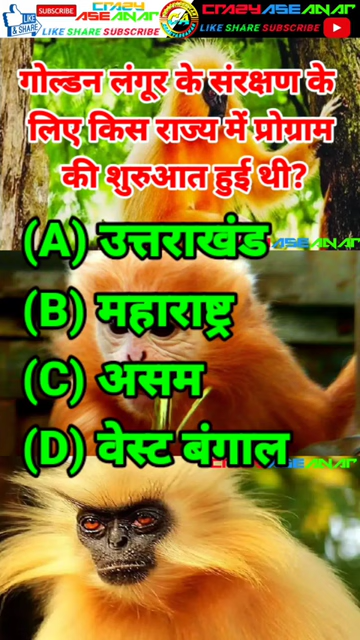 LIKE & SHARE
SUBSCRIBE
CRAZY ASEANAR
LIKE SHARE SUBSCRIBE
CRAZY ASEANAR
LIKE SHARE SUBSCRIBE
गोल्डन लंगूर के संरक्षण के
लिए किस राज्य में प्रोग्राम
की शुरुआत हुई थी?
(A) उत्तराखंड
(B) महाराष्ट्र
(C) असम
(D) वेस्ट बंगाल